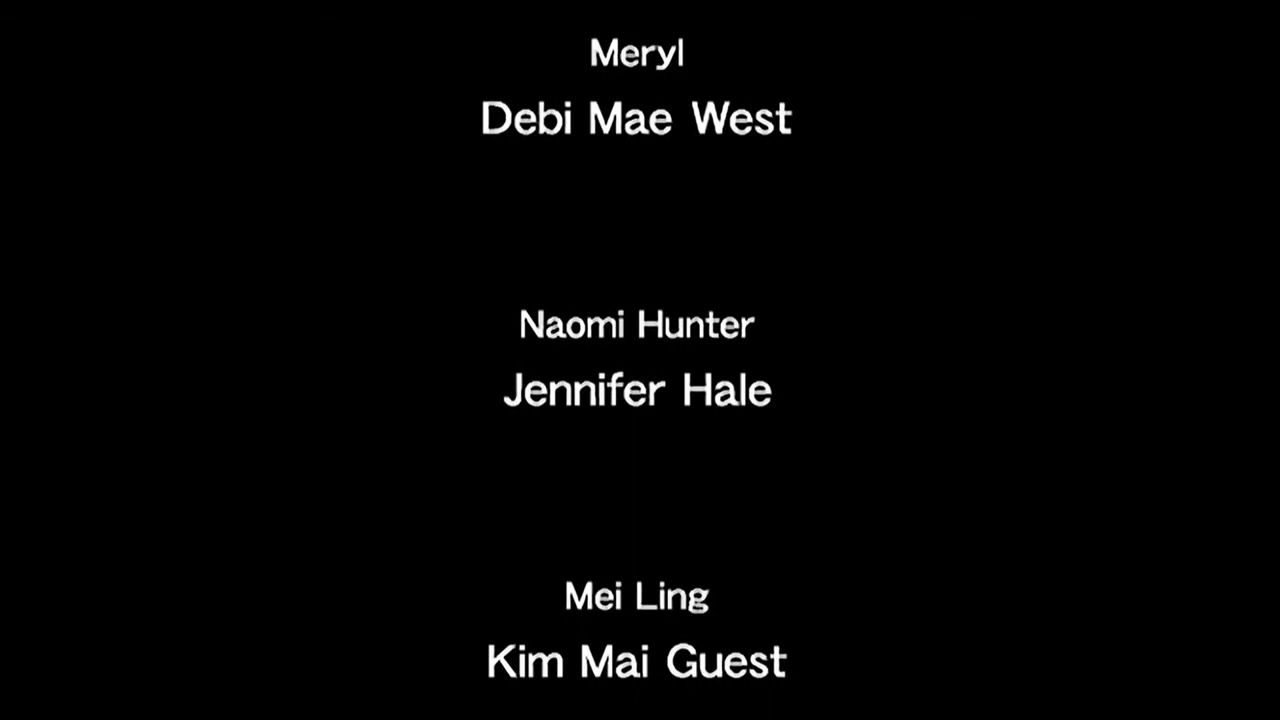 Meryl
Debi Mae West
Naomi Hunter
Jennifer Hale
Mei Ling
Kim Mai Guest